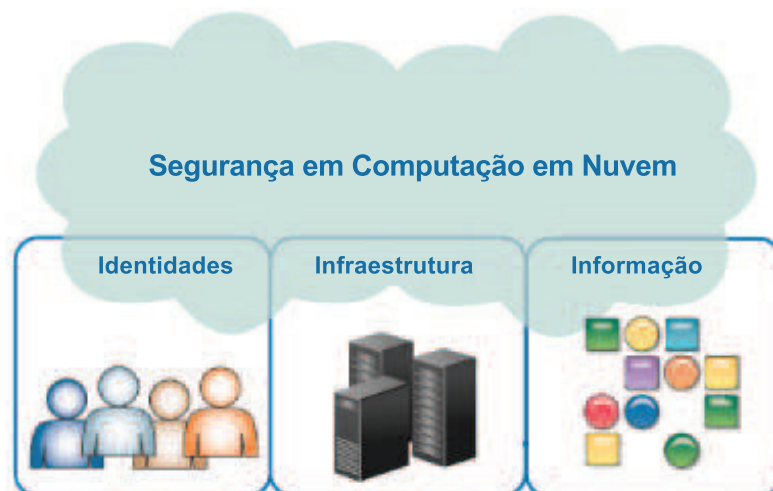 Segurança em Computação em Nuvem
Identidades
Infraestrutura
Informação